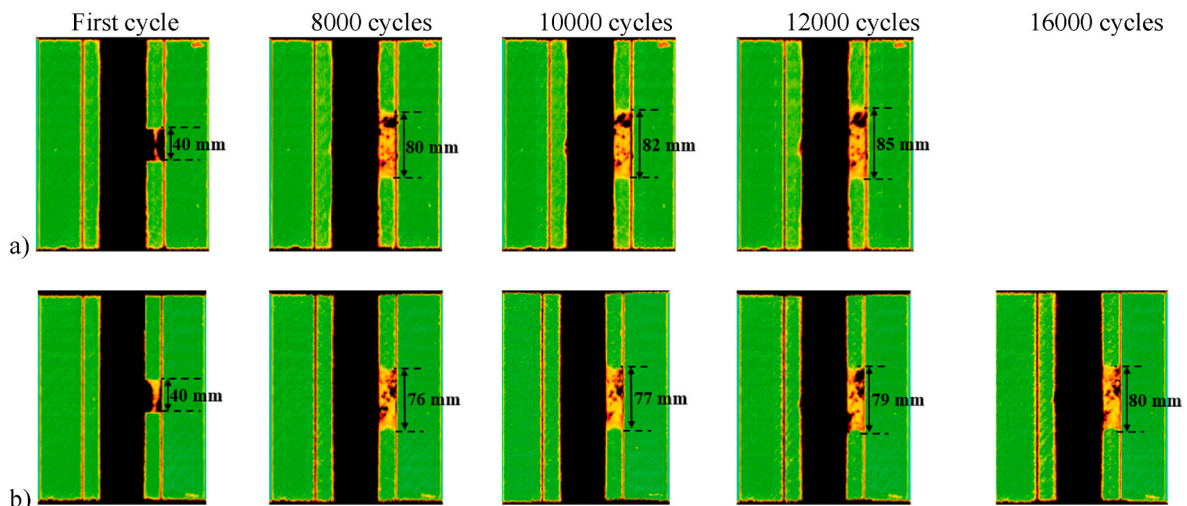 First cycle 8000 cycles 10000 cycles 12000 cycles 16000 cycles
40 mm 80 mm 82 mm 85 mm
a)
40 mm 76 mm 77 mm 79 mm 80 mm
b)